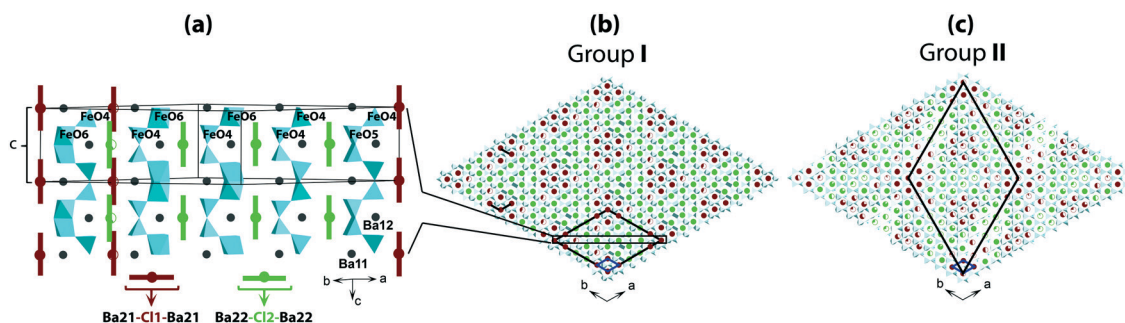 (a)
(b)
(c)
Group I
Group II
FeO4 FeO6 FeO6 FeO4 FeO4
FeO6 FeO4 FeO4 FeO4 FeO5
c
Ba12
Ba11
b a
c
Ba21-Cl1-Ba21 Ba22-Cl2-Ba22
b a
b a